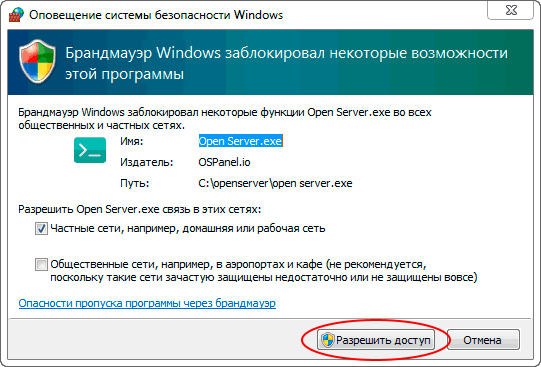 Оповещение системы безопасности Windows
Брандмауэр Windows заблокировал некоторые возможности
этой программы
Брандмауэр Windows заблокировал некоторые функции Open Server.exe во всех
общественных и частных сетях.
Имя: Open Server.exe
Издатель: OSPanel.io
Путь: C:\openserver\open server.exe
Разрешить Open Server.exe связь в этих сетях:
Частные сети, например, домашняя или рабочая сеть
Общественные сети, например, в аэропортах и кафе (не рекомендуется,
поскольку такие сети зачастую защищены недостаточно или не защищены вовсе)
Опасности пропуска программы через брандмауэр
Разрешить доступ Отмена